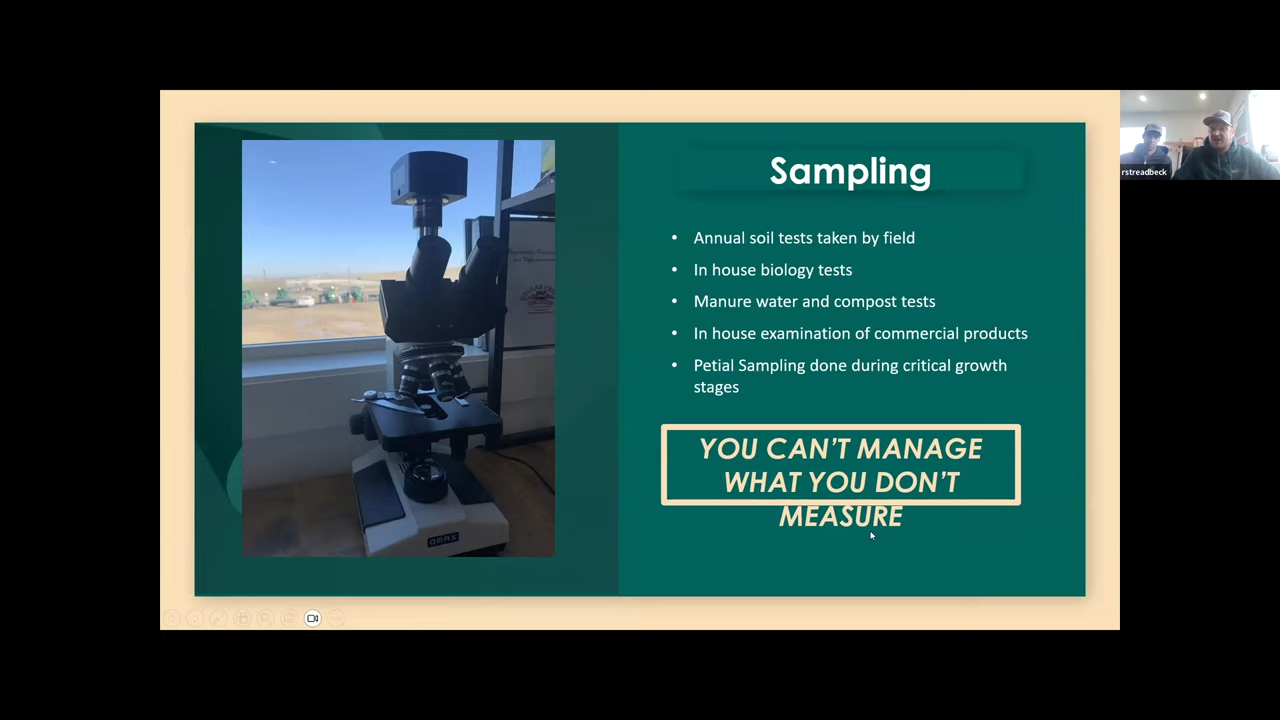 Sampling
• Annual soil tests taken by field
• In house biology tests
• Manure water and compost tests
• In house examination of commercial products
• Petial Sampling done during critical growth
stages
YOU CAN'T MANAGE
WHAT YOU DON'T
MEASURE
OMAX
rstreadbeck